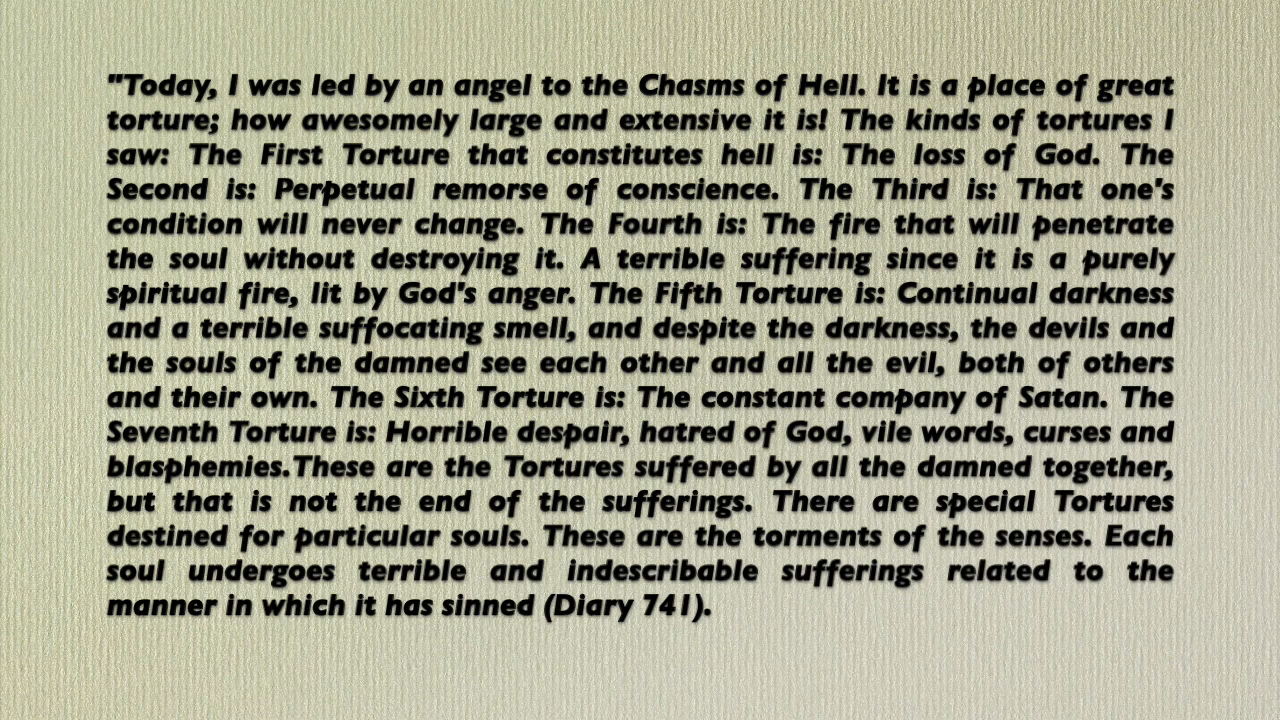 "Today, I was led by an angel to the Chasms of Hell. It is a place of great
torture; how awesomely large and extensive it is! The kinds of tortures I
saw: The First Torture that constitutes hell is: The loss of God. The
Second is: Perpetual remorse of conscience. The Third is: That one's
condition will never change. The Fourth is: The fire that will penetrate
the soul without destroying it. A terrible suffering since it is a purely
spiritual fire, lit by God's anger. The Fifth Torture is: Continual darkness
and a terrible suffocating smell, and despite the darkness, the devils and
the souls of the damned see each other and all the evil, both of others
and their own. The Sixth Torture is: The constant company of Satan. The
Seventh Torture is: Horrible despair, hatred of God, vile words, curses and
blasphemies.These are the Tortures suffered by all the damned together,
but that is not the end of the sufferings. There are special Tortures
destined for particular souls. These are the torments of the senses. Each
soul undergoes terrible and indescribable sufferings related to the
manner in which it has sinned (Diary 741).